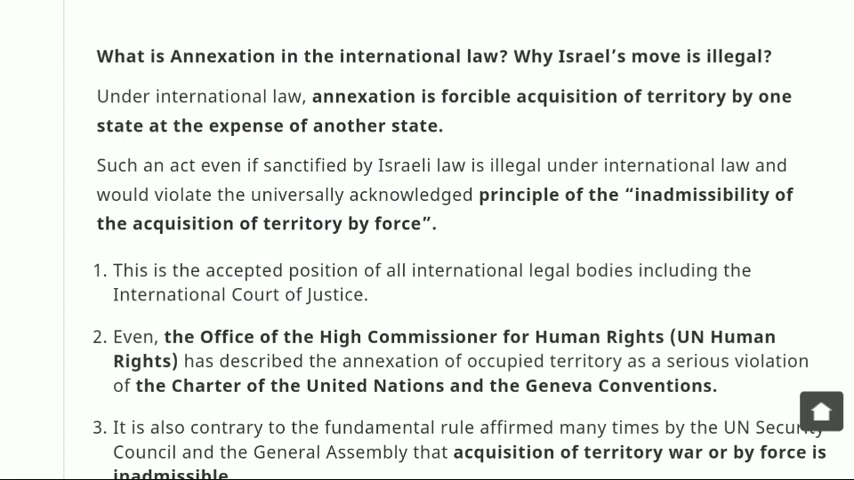 What is Annexation in the international law? Why Israel’s move is illegal?
Under international law, annexation is forcible acquisition of territory by one
state at the expense of another state.
Such an act even if sanctified by Israeli law is illegal under international law and
would violate the universally acknowledged principle of the “inadmissibility of
the acquisition of territory by force”.
1. This is the accepted position of all international legal bodies including the
International Court of Justice.
2. Even, the Office of the High Commissioner for Human Rights (UN Human
Rights) has described the annexation of occupied territory as a serious violation
of the Charter of the United Nations and the Geneva Conventions.
3. It is also contrary to the fundamental rule affirmed many times by the UN Security
Council and the General Assembly that acquisition of territory war or by force is
inadmissible.